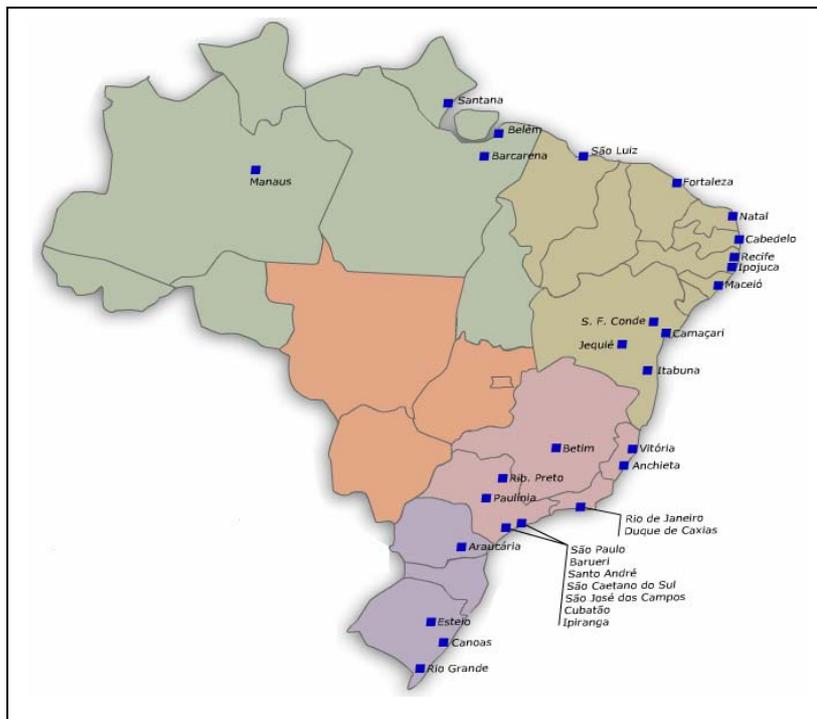 Santana
Belém
Barcarena
São Luiz
Manaus
Fortaleza
Natal
Cabedelo
Recife
Ipojuca
Maceió
S. F. Conde
Camaçari
Jequié
Itabuna
Betim
Vitória
Anchieta
Rib. Preto
Paulínia
Rio de Janeiro
Duque de Caxias
Araucária
São Paulo
Barueri
Santo André
São Caetano do Sul
São José dos Campos
Cubatão
Ipiranga
Esteio
Canoas
Rio Grande